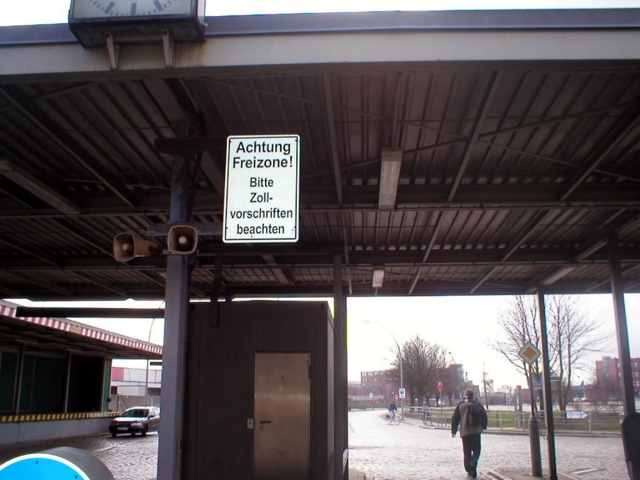 Achtung
Freizone!
Bitte
Zoll-
vorschriften
beachten